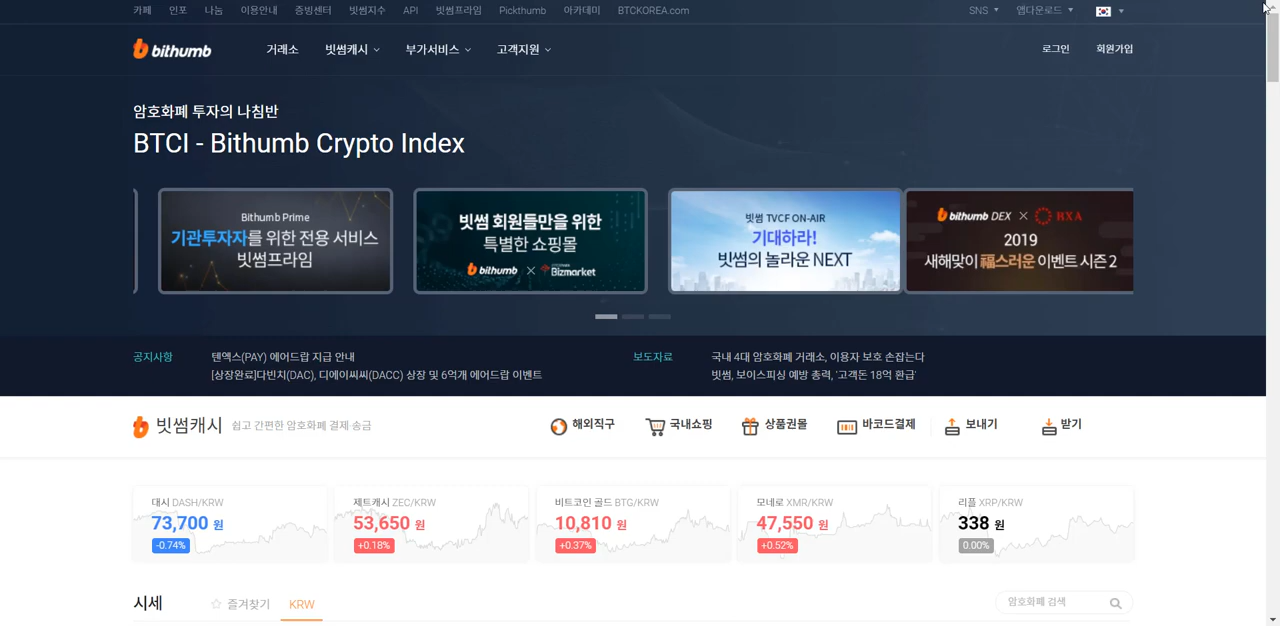 카페 인포 나눔 이용안내 증빙센터 빗썸지수 API 빗썸프라임 Pickthumb 아카데미 BTCKOREA.com SNS 앱다운로드
bithumb 거래소 빗썸캐시 부가서비스 고객지원 로그인 회원가입
암호화폐 투자의 나침반
BTCI - Bithumb Crypto Index
Bithumb Prime
기관투자자를 위한 전용 서비스
빗썸프라임
빗썸 회원들만을 위한
특별한 쇼핑몰
bithumb × Bizmarket
빗썸 TVCF ON-AIR
기대하라!
빗썸의 놀라운 NEXT
bithumb DEX × RXA
2019
새해맞이 福스러운 이벤트 시즌 2
공지사항 텐엑스(PAY) 에어드랍 지급 안내
[상장완료]다빈치(DAC), 디에이씨씨(DACC) 상장 및 6억개 에어드랍 이벤트
보도자료 국내 4대 암호화폐 거래소, 이용자 보호 손잡는다
빗썸, 보이스피싱 예방 총력, '고객돈 18억 환급'
빗썸캐시 쉽고 간편한 암호화폐 결제·송금 해외직구 국내쇼핑 상품권몰 바코드결제 보내기 받기
대시 DASH/KRW
73,700 원
-0.74%
제트캐시 ZEC/KRW
53,650 원
+0.18%
비트코인 골드 BTG/KRW
10,810 원
+0.37%
모네로 XMR/KRW
47,550 원
+0.52%
리플 XRP/KRW
338 원
0.00%
시세 즐겨찾기 KRW 암호화폐 검색